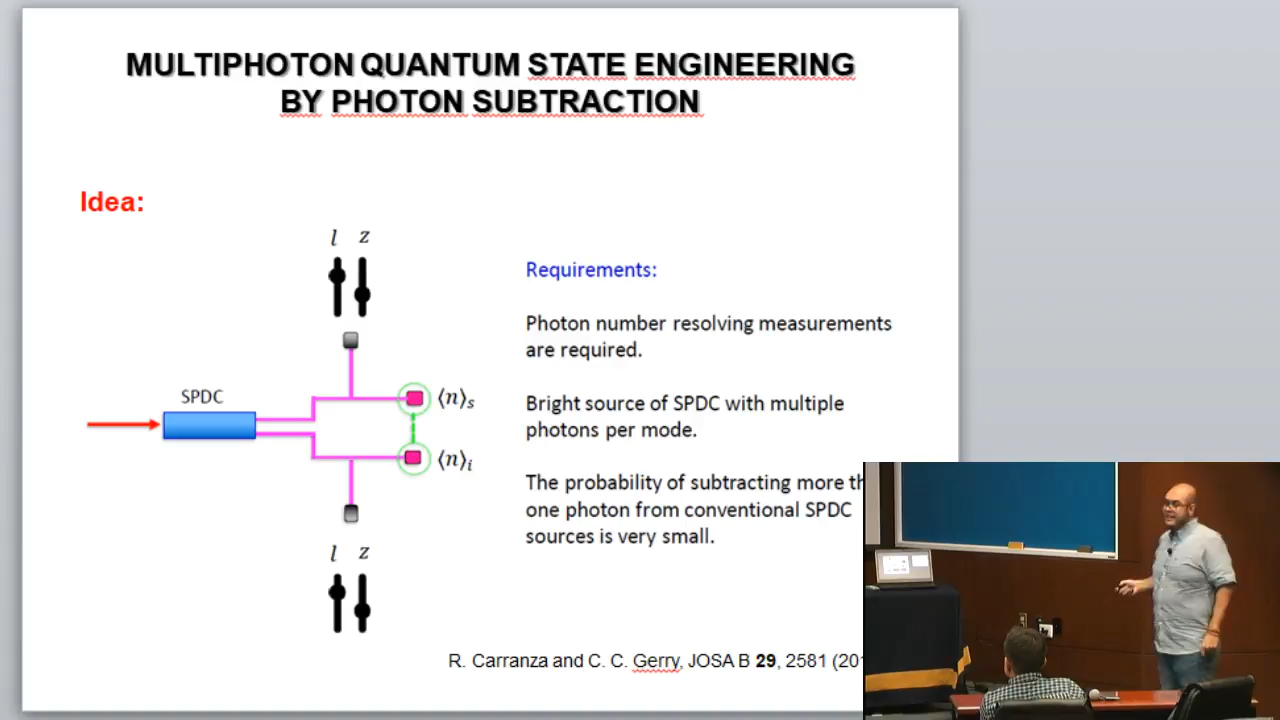 MULTIPHOTON QUANTUM STATE ENGINEERING
BY PHOTON SUBTRACTION
Idea:
l z
SPDC
⟨n⟩s
⟨n⟩i
l z
Requirements:
Photon number resolving measurements
are required.
Bright source of SPDC with multiple
photons per mode.
The probability of subtracting more th
one photon from conventional SPDC
sources is very small.
R. Carranza and C. C. Gerry, JOSA B 29, 2581 (201